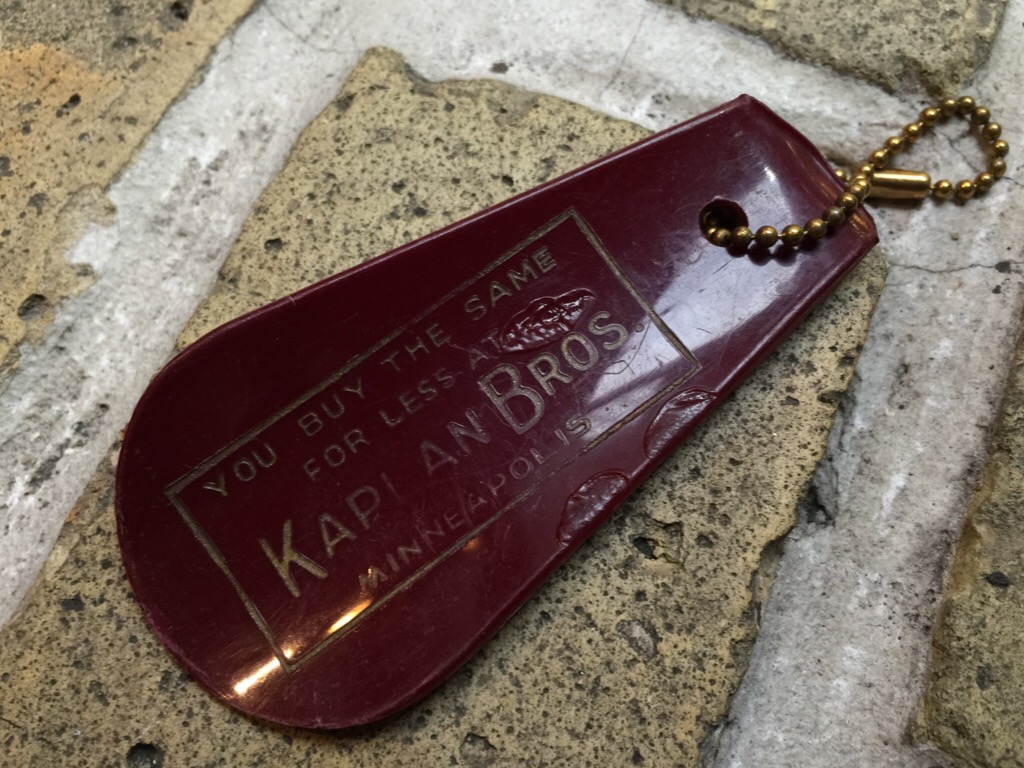 YOU BUY THE SAME
FOR LESS AT
KAPLAN BROS.
MINNEAPOLIS